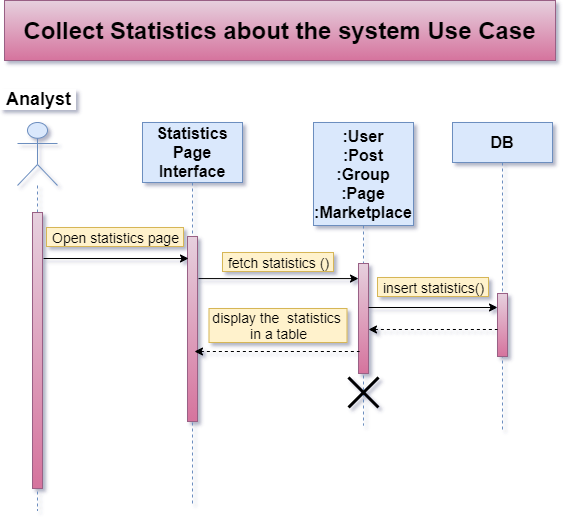 Collect Statistics about the system Use Case
Analyst
Statistics
Page
Interface
:User
:Post
:Group
:Page
:Marketplace
DB
Open statistics page
fetch statistics ()
insert statistics()
display the statistics
in a table